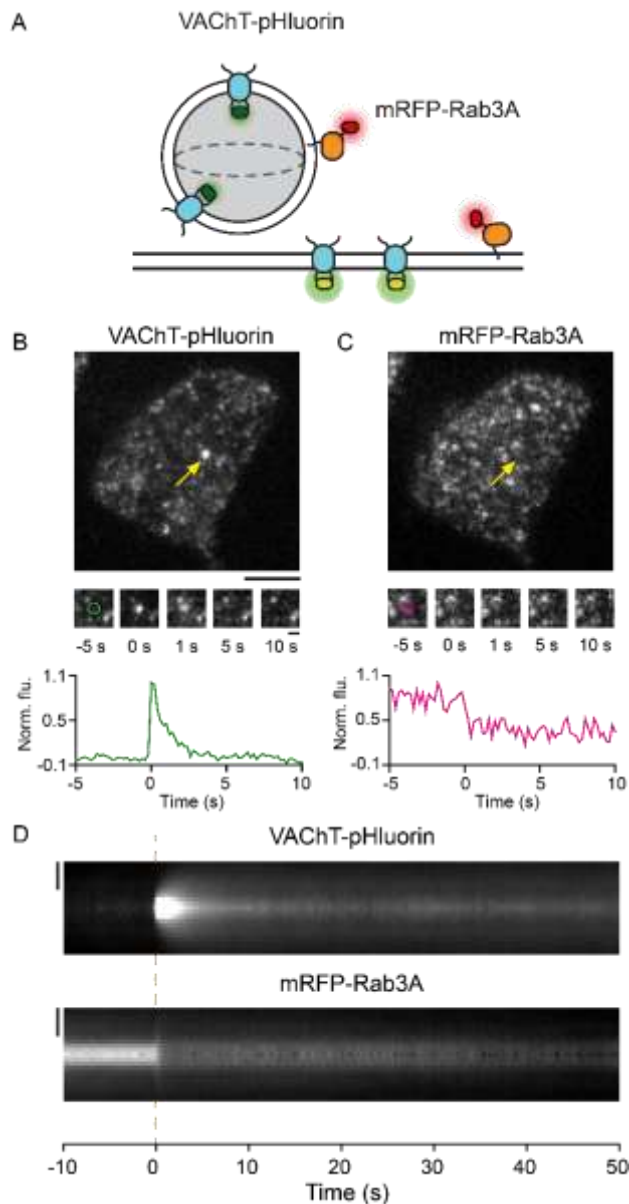 A
VAChT-pHluorin
mRFP-Rab3A
B
VAChT-pHluorin
C
mRFP-Rab3A
-5 s 0 s 1 s 5 s 10 s
-5 s 0 s 1 s 5 s 10 s
Norm. flu.
1.1
0.5
-0.1
-5 0 5 10
Time (s)
Norm. flu.
1.1
0.5
-0.1
-5 0 5 10
Time (s)
D
VAChT-pHluorin
mRFP-Rab3A
-10 0 10 20 30 40 50
Time (s)